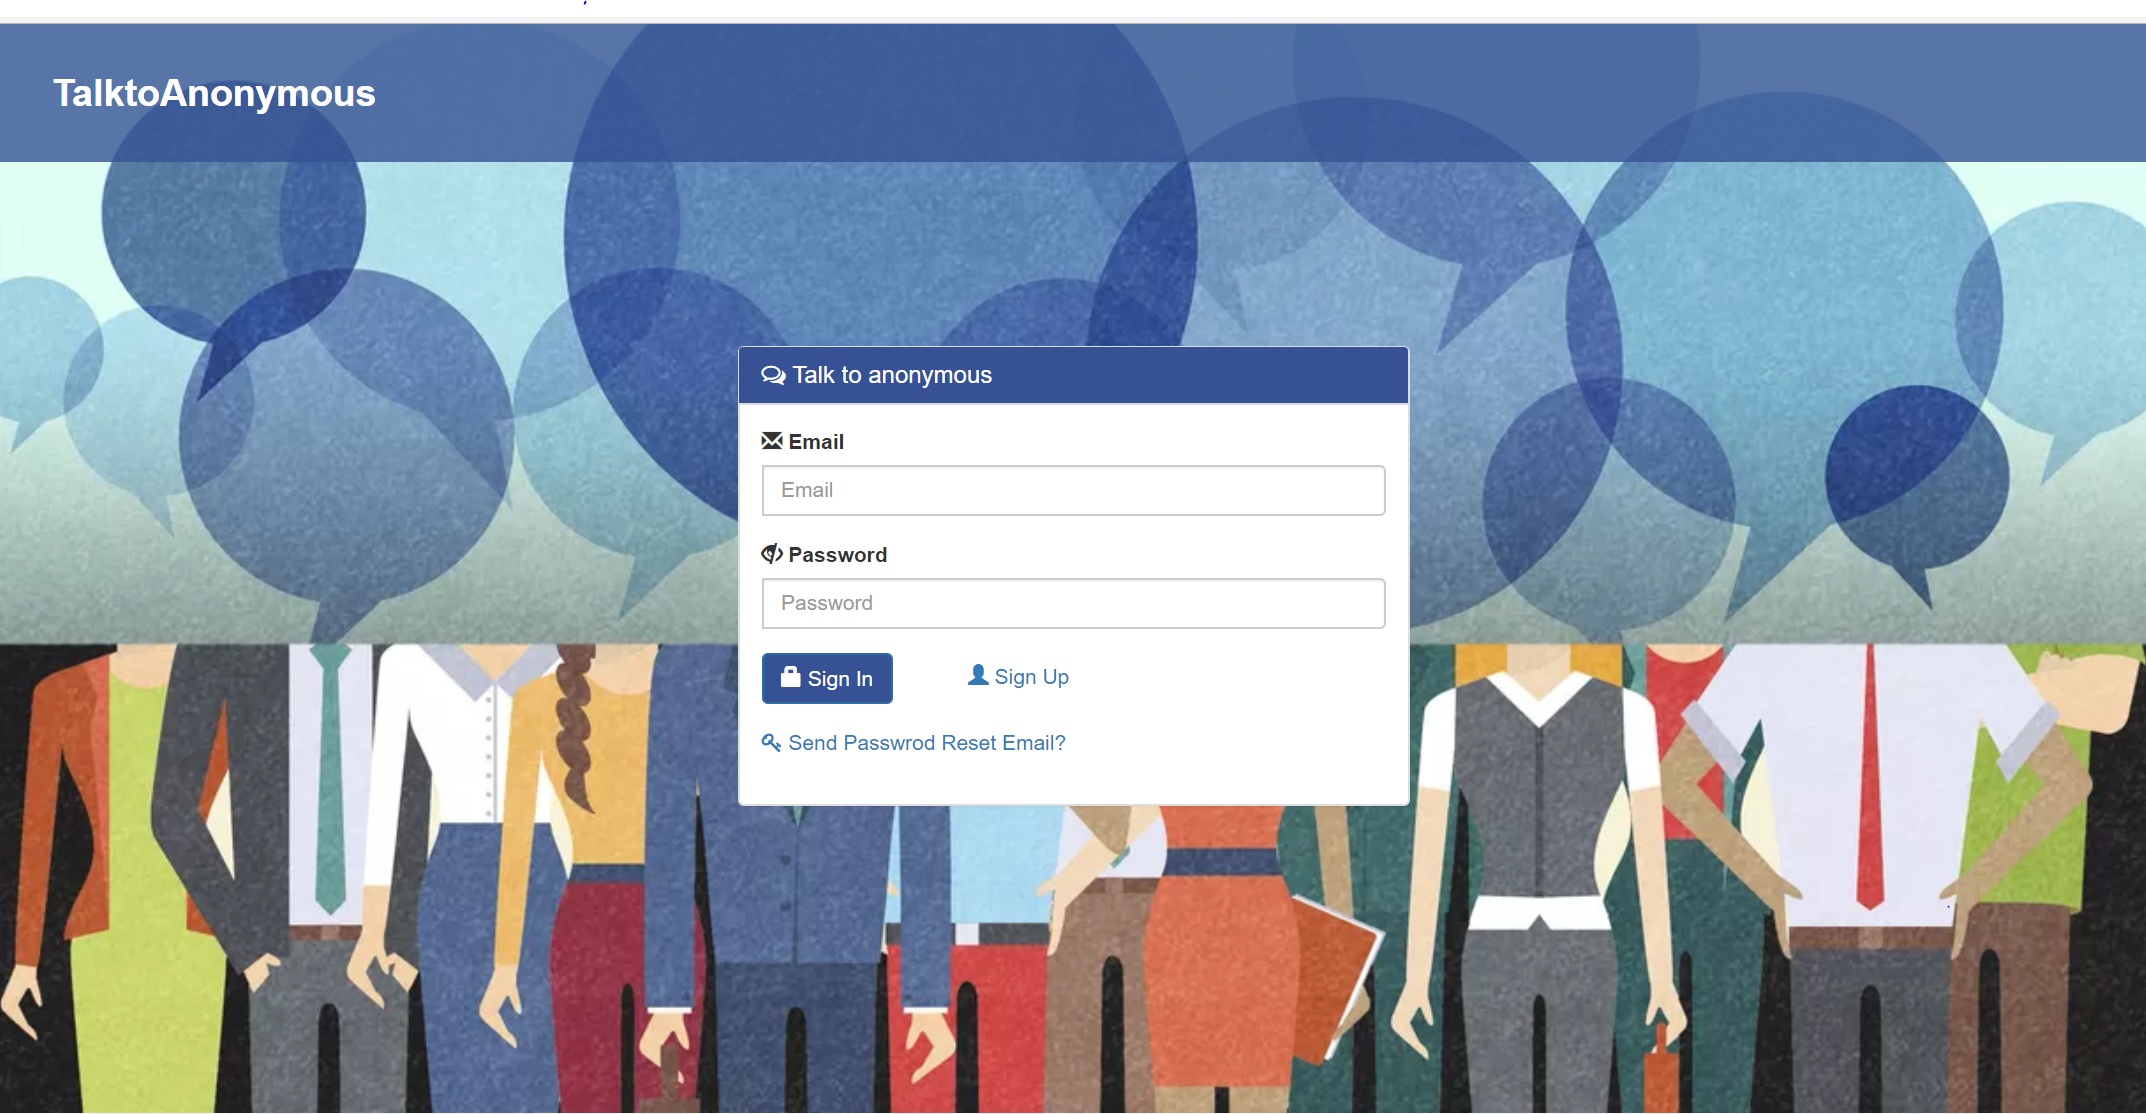 TalktoAnonymous
Talk to anonymous
Email
Email
Password
Password
Sign In
Sign Up
Send Passwrod Reset Email?